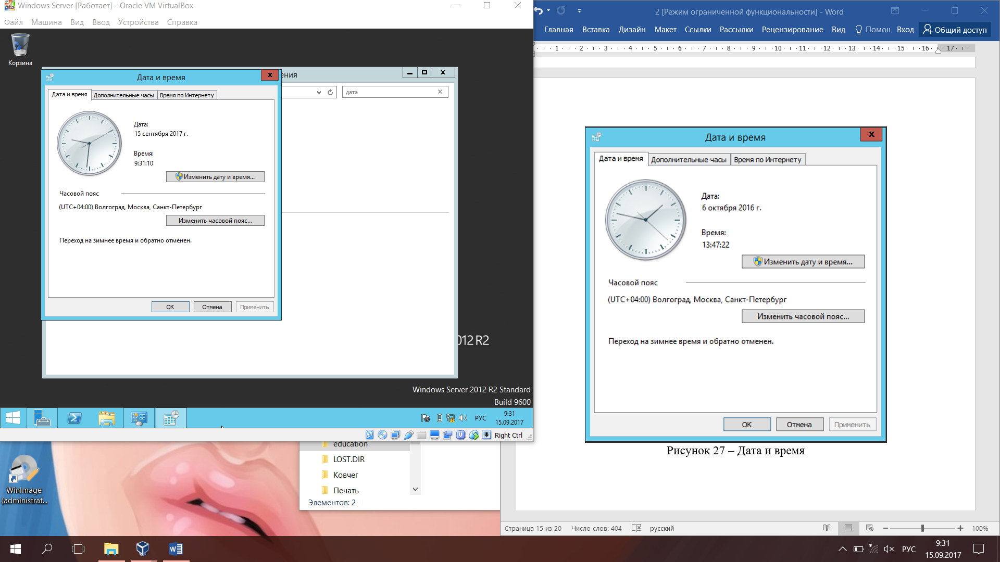 Windows Server [Работает] - Oracle VM VirtualBox
Файл Машина Вид Ввод Устройства Справка
Корзина
ения
дата
Дата и время
Дата и время Дополнительные часы Время по Интернету
Дата:
15 сентября 2017 г.
Время:
9:31:10
Изменить дату и время...
Часовой пояс
(UTC+04:00) Волгоград, Москва, Санкт-Петербург
Изменить часовой пояс...
Переход на зимнее время и обратно отменен.
ОК Отмена Применить
012 R2
Windows Server 2012 R2 Standard
Build 9600
РУС
9:31
15.09.2017
Right Ctrl
WinImage
(administrat...
education
LOST.DIR
Ковчег
Печать
Элементов: 2
2 [Режим ограниченной функциональности] - Word
Главная Вставка Дизайн Макет Ссылки Рассылки Рецензирование Вид Помощ Вход Общий доступ
1 2 3 4 5 6 7 8 9 10 11 12 13 14 15 16 17
Дата и время
Дата и время Дополнительные часы Время по Интернету
Дата:
6 октября 2016 г.
Время:
13:47:22
Изменить дату и время...
Часовой пояс
(UTC+04:00) Волгоград, Москва, Санкт-Петербург
Изменить часовой пояс...
Переход на зимнее время и обратно отменен.
ОК Отмена Применить
Рисунок 27 – Дата и время
Страница 15 из 20 Число слов: 404 русский 100%
РУС
9:31
15.09.2017